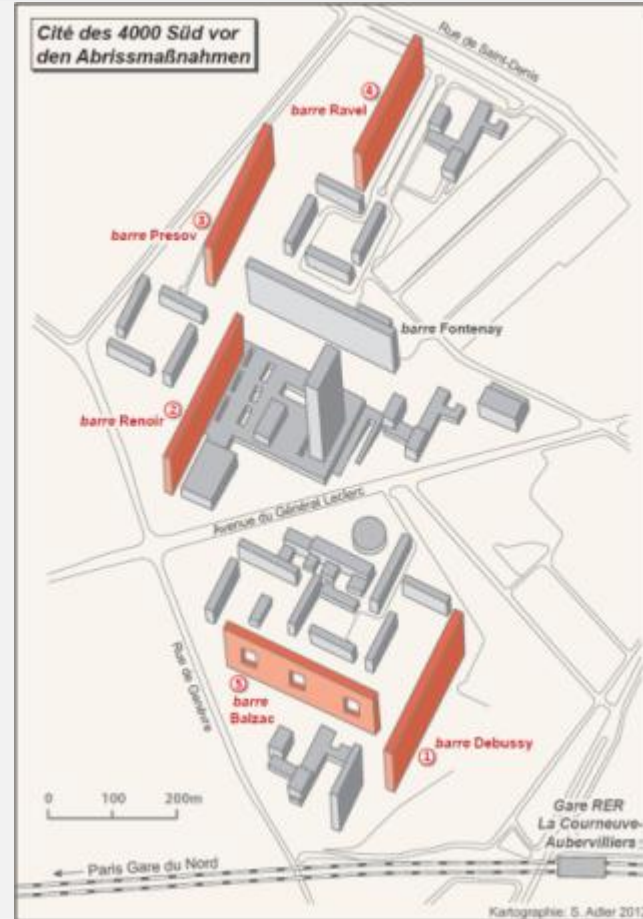 Cité des 4000 Süd vor
den Abrissmaßnahmen
Rue de Saint-Denis
④
barre Ravel
③
barre Presov
barre Fontenay
②
barre Renoir
Avenue du Général Leclerc
Rue de Genève
⑤
barre
Balzac
barre Debussy
①
0 100 200m
Gare RER
La Courneuve-
Aubervilliers
Paris Gare du Nord
Kartographie: S. Adler